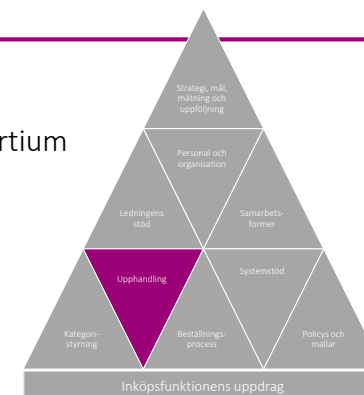 Strategi, mål,
mätning och
uppföljning
rtium
Personal och
organisation
Ledningens
stöd
Samarbets-
former
Upphandling
Systemstöd
Kategori-
styrning
Beställnings-
process
Policys och
mallar
Inköpsfunktionens uppdrag